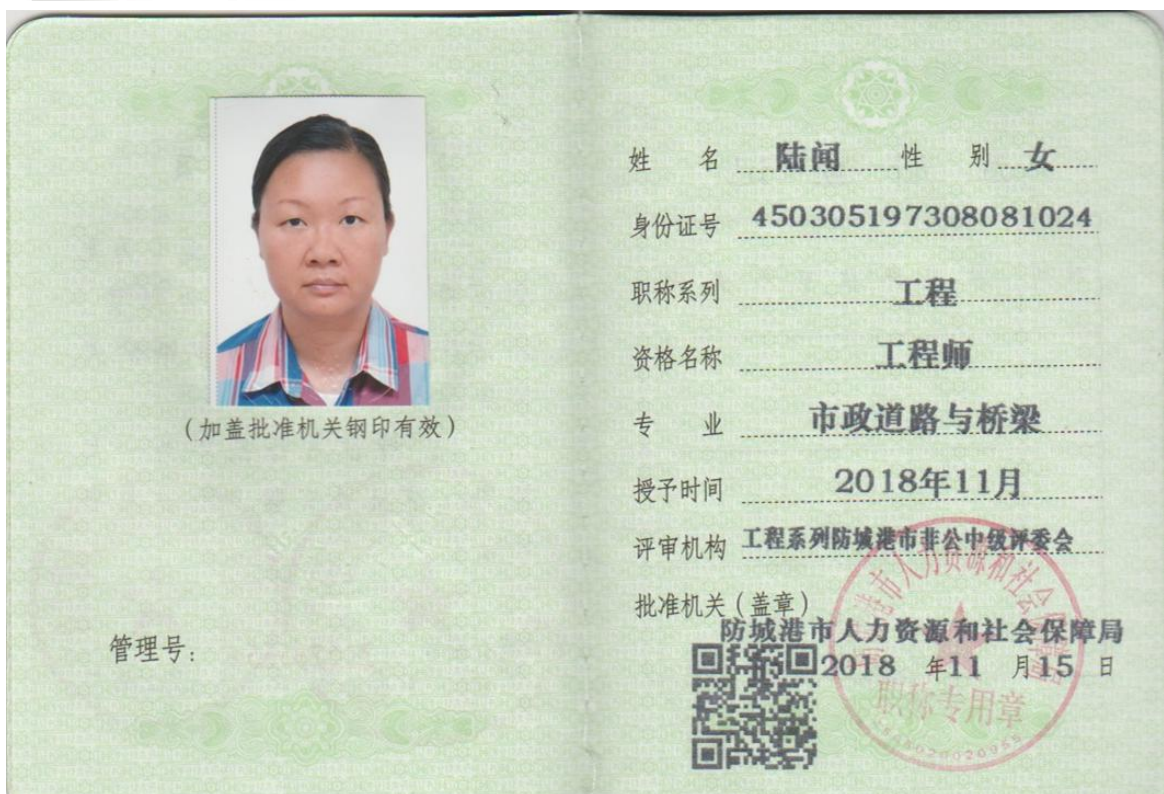 (加盖批准机关钢印有效)
管理号:
姓 名 陆闻 性 别 女
身份证号 450305197308081024
职称系列 工程
资格名称 工程师
专 业 市政道路与桥梁
授予时间 2018年11月
评审机构 工程系列防城港市非公中级评委会
批准机关(盖章)
防城港市人力资源和社会保障局
2018 年11 月15 日
职称专用章